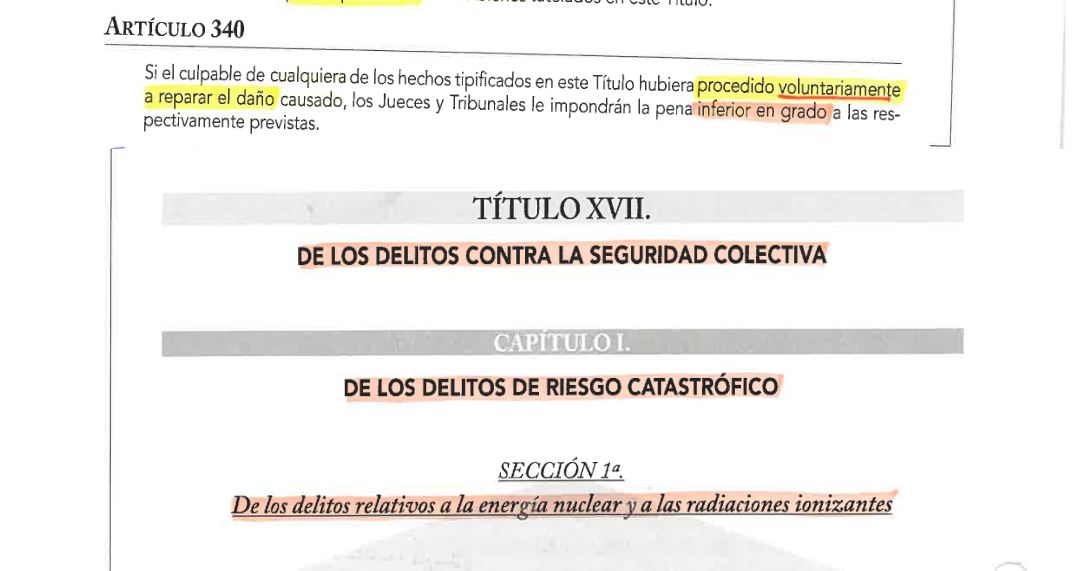 en este Título.
ARTÍCULO 340
Si el culpable de cualquiera de los hechos tipificados en este Título hubiera procedido voluntariamente
a reparar el daño causado, los Jueces y Tribunales le impondrán la pena inferior en grado a las res-
pectivamente previstas.
TÍTULO XVII.
DE LOS DELITOS CONTRA LA SEGURIDAD COLECTIVA
CAPÍTULO I.
DE LOS DELITOS DE RIESGO CATASTRÓFICO
SECCIÓN 1ª.
De los delitos relativos a la energía nuclear y a las radiaciones ionizantes